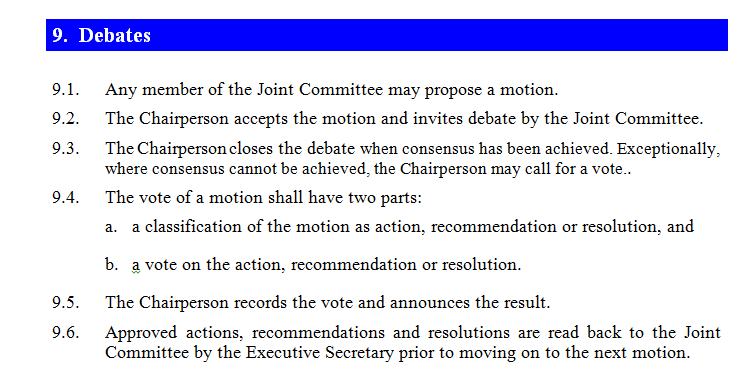 9. Debates
9.1. Any member of the Joint Committee may propose a motion.
9.2. The Chairperson accepts the motion and invites debate by the Joint Committee.
9.3. The Chairperson closes the debate when consensus has been achieved. Exceptionally,
where consensus cannot be achieved, the Chairperson may call for a vote..
9.4. The vote of a motion shall have two parts:
a. a classification of the motion as action, recommendation or resolution, and
b. a vote on the action, recommendation or resolution.
9.5. The Chairperson records the vote and announces the result.
9.6. Approved actions, recommendations and resolutions are read back to the Joint
Committee by the Executive Secretary prior to moving on to the next motion.